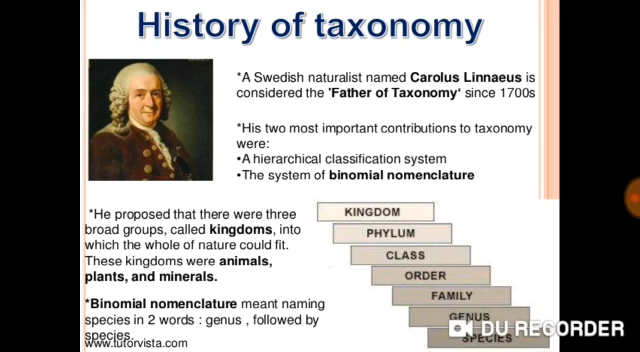 History of taxonomy
*A Swedish naturalist named Carolus Linnaeus is
considered the 'Father of Taxonomy‘ since 1700s
*His two most important contributions to taxonomy
were:
•A hierarchical classification system
•The system of binomial nomenclature
*He proposed that there were three
broad groups, called kingdoms, into
which the whole of nature could fit.
These kingdoms were animals,
plants, and minerals.
*Binomial nomenclature meant naming
species in 2 words : genus , followed by
species.
www.tutorvista.com
KINGDOM
PHYLUM
CLASS
ORDER
FAMILY
GENUS
SPECIES
DU RECORDER